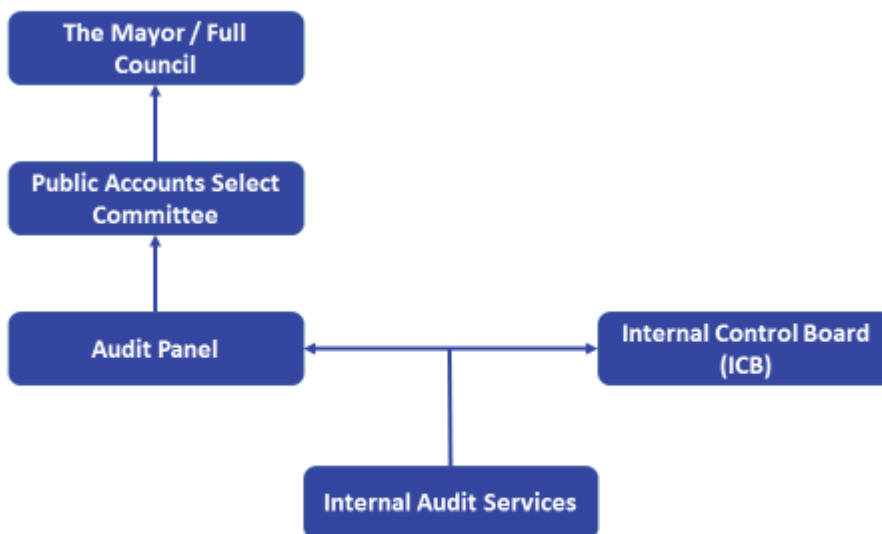 The Mayor / Full
Council
Public Accounts Select
Committee
Audit Panel
Internal Control Board
(ICB)
Internal Audit Services